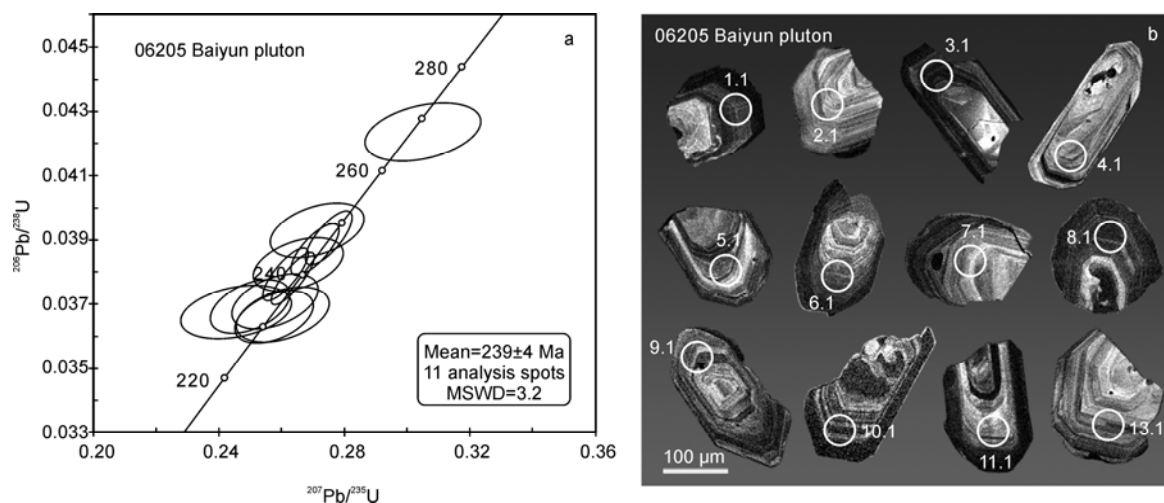 06205 Baiyun pluton
a
0.045
0.043
0.041
0.039
0.037
0.035
0.033
280
260
240
220
Mean=239±4 Ma
11 analysis spots
MSWD=3.2
0.20
0.24
0.28
0.32
0.36
²⁰⁶Pb/²³⁸U
²⁰⁷Pb/²³⁵U
06205 Baiyun pluton
b
1.1
2.1
3.1
4.1
5.1
6.1
7.1
8.1
9.1
10.1
11.1
13.1
100 μm